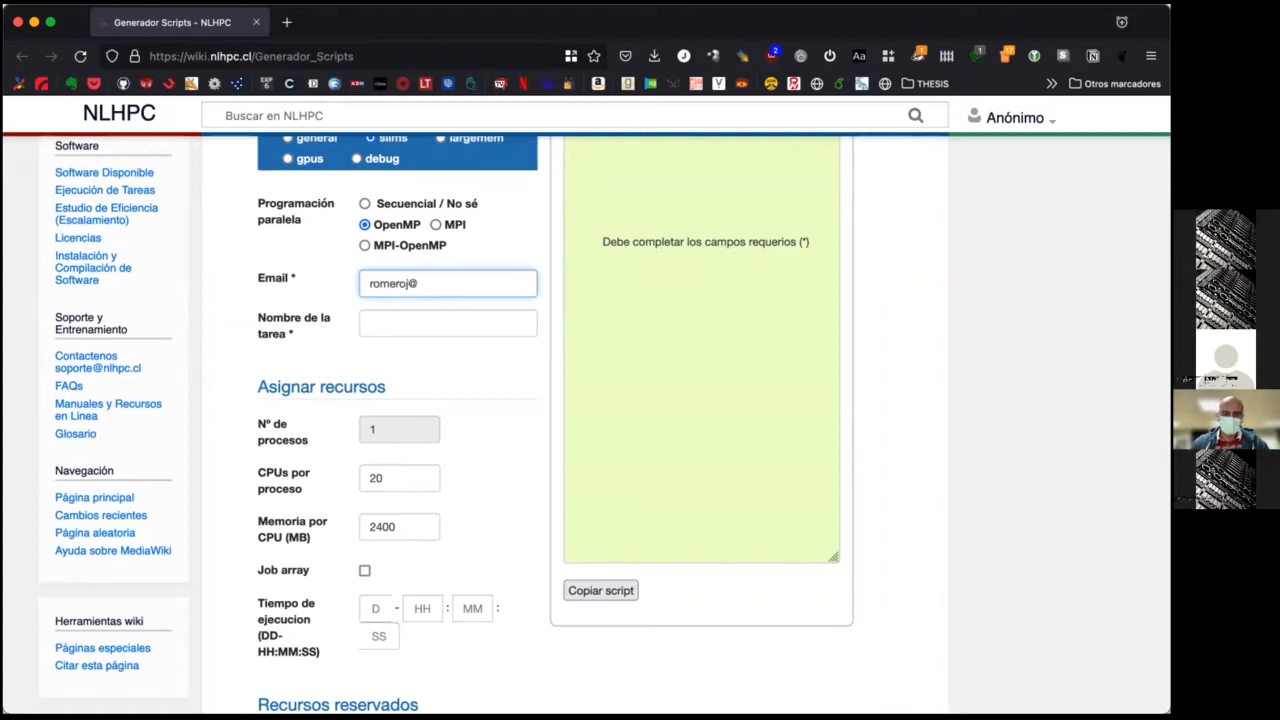 Generador Scripts - NLHPC
https://wiki.nlhpc.cl/Generador_Scripts
THESIS
Otros marcadores
NLHPC
Buscar en NLHPC
Anónimo
Software
Software Disponible
Ejecución de Tareas
Estudio de Eficiencia
(Escalamiento)
Licencias
Instalación y
Compilación de
Software
Soporte y
Entrenamiento
Contactenos
soporte@nlhpc.cl
FAQs
Manuales y Recursos
en Linea
Glosario
Navegación
Página principal
Cambios recientes
Página aleatoria
Ayuda sobre MediaWiki
Herramientas wiki
Páginas especiales
Citar esta página
general slims largemem
gpus debug
Programación
paralela
Secuencial / No sé
OpenMP MPI
MPI-OpenMP
Email *
romeroj@
Nombre de la
tarea *
Asignar recursos
Nº de
procesos
1
CPUs por
proceso
20
Memoria por
CPU (MB)
2400
Job array
Tiempo de
ejecucion
(DD-
HH:MM:SS)
D - HH : MM :
SS
Recursos reservados
Debe completar los campos requerios (*)
Copiar script